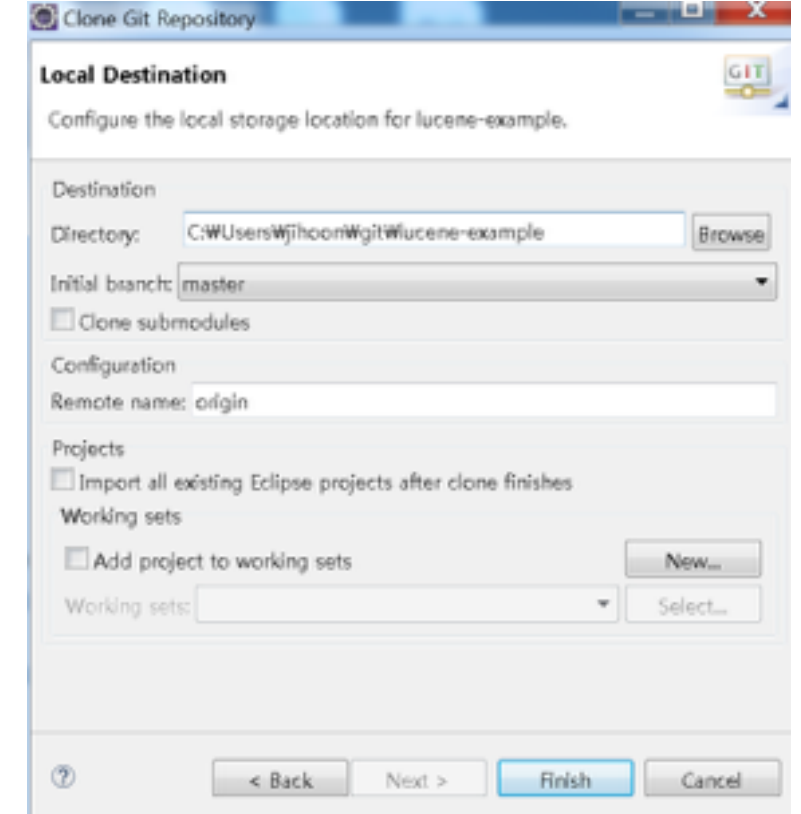 Clone Git Repository
Local Destination
GIT
Configure the local storage location for lucene-example.
Destination
Directory: C:₩Users₩jihoon₩git₩lucene-example Browse
Initial branch: master
Clone submodules
Configuration
Remote name: origin
Projects
Import all existing Eclipse projects after clone finishes
Working sets
Add project to working sets New...
Working sets: Select...
? < Back Next > Finish Cancel